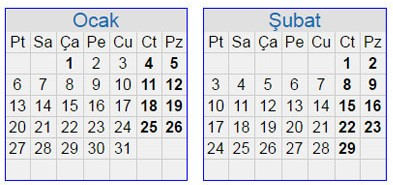 Ocak
Pt Sa Ça Pe Cu Ct Pz
1 2 3 4 5
6 7 8 9 10 11 12
13 14 15 16 17 18 19
20 21 22 23 24 25 26
27 28 29 30 31
Şubat
Pt Sa Ça Pe Cu Ct Pz
1 2
3 4 5 6 7 8 9
10 11 12 13 14 15 16
17 18 19 20 21 22 23
24 25 26 27 28 29